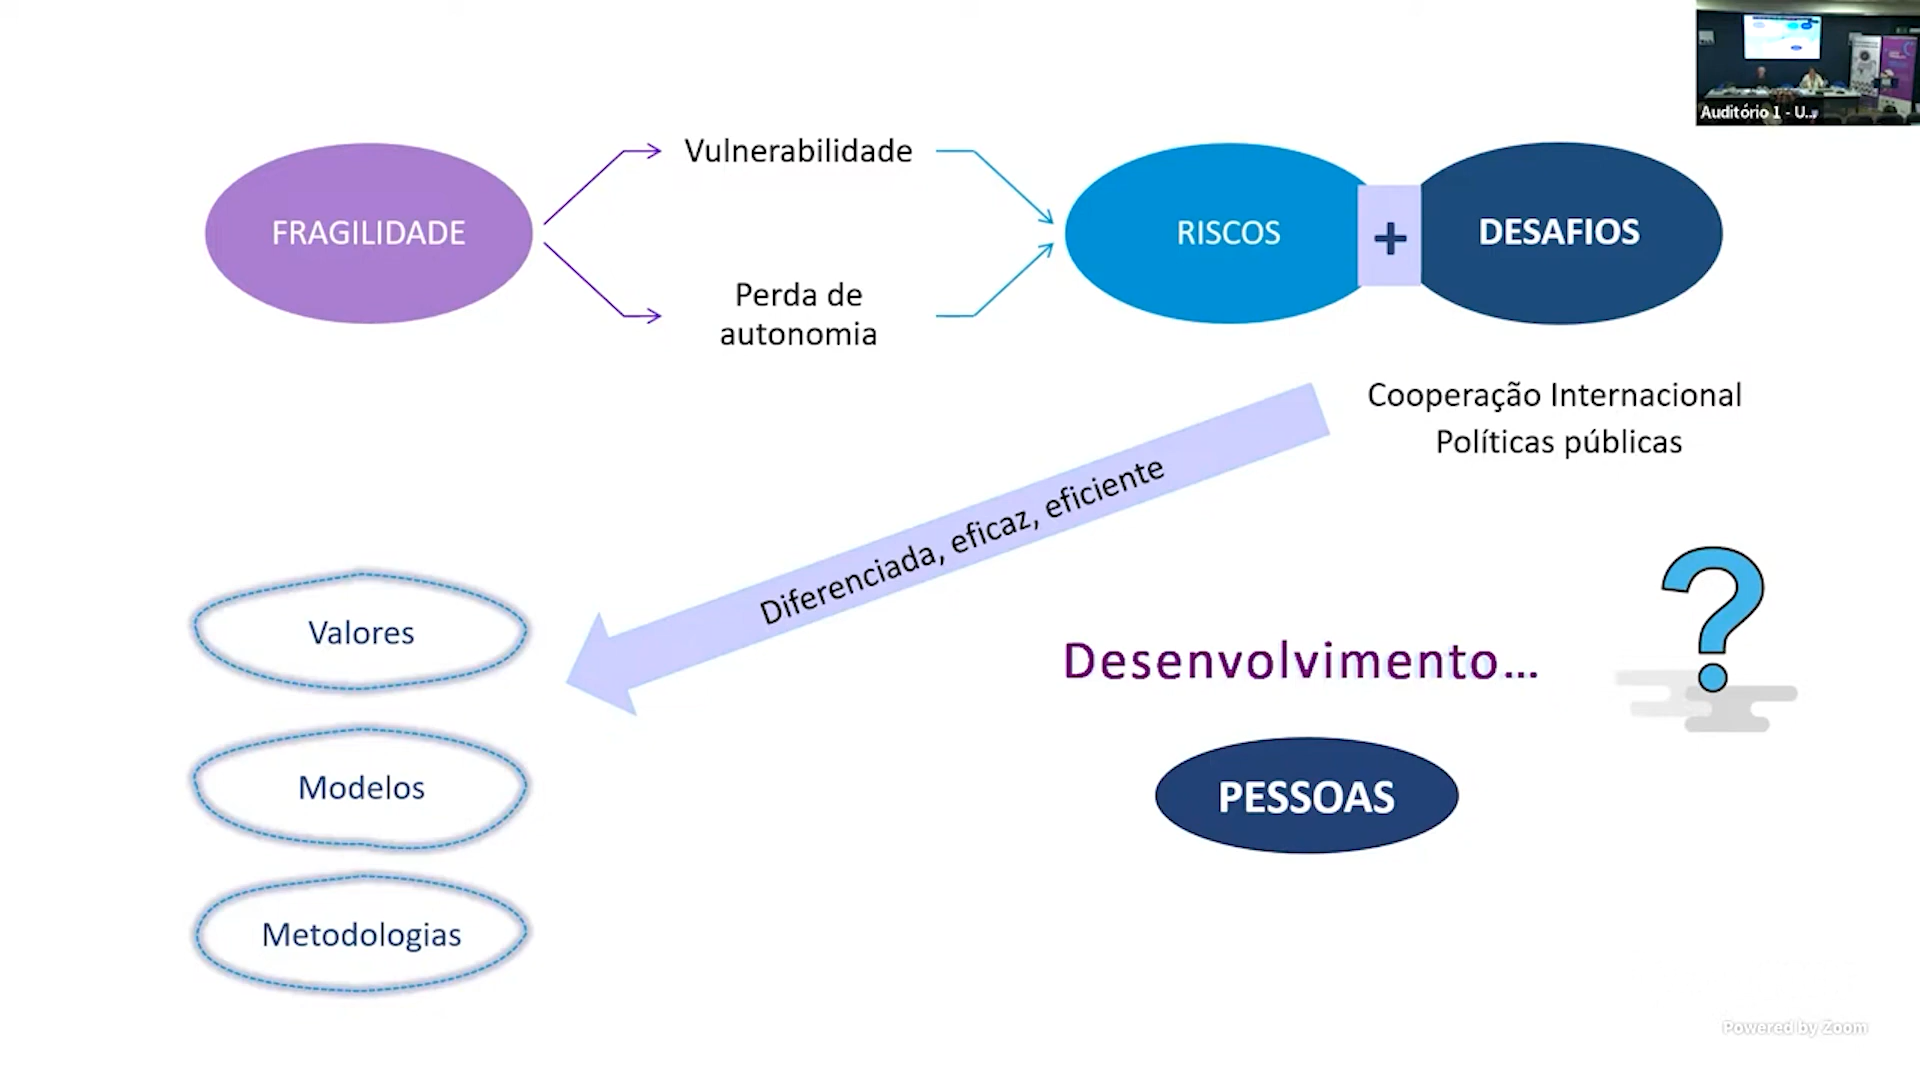 Auditório 1 - U...
Vulnerabilidade
FRAGILIDADE
RISCOS
+
DESAFIOS
Perda de
autonomia
Cooperação Internacional
Políticas públicas
Diferenciada, eficaz, eficiente
?
Valores
Desenvolvimento...
Modelos
PESSOAS
Metodologias
Powered by Zoom